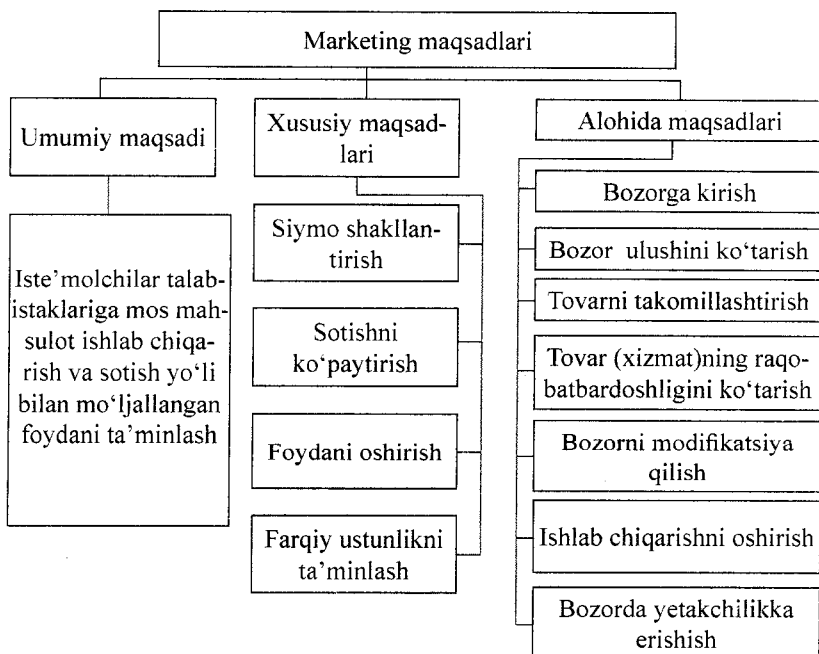 Marketing maqsadlari
Umumiy maqsadi
Iste’molchilar talab-
istaklariga mos mah-
sulot ishlab chiqa-
rish va sotish yo‘li
bilan mo‘ljallangan
foydani ta’minlash
Xususiy maqsad-
lari
Siymo shakllan-
tirish
Sotishni
ko‘paytirish
Foydani oshirish
Farqiy ustunlikni
ta’minlash
Alohida maqsadlari
Bozorga kirish
Bozor ulushini ko‘tarish
Tovarni takomillashtirish
Tovar (xizmat)ning raqo-
batbardoshligini ko‘tarish
Bozorni modifikatsiya
qilish
Ishlab chiqarishni oshirish
Bozorda yetakchilikka
erishish